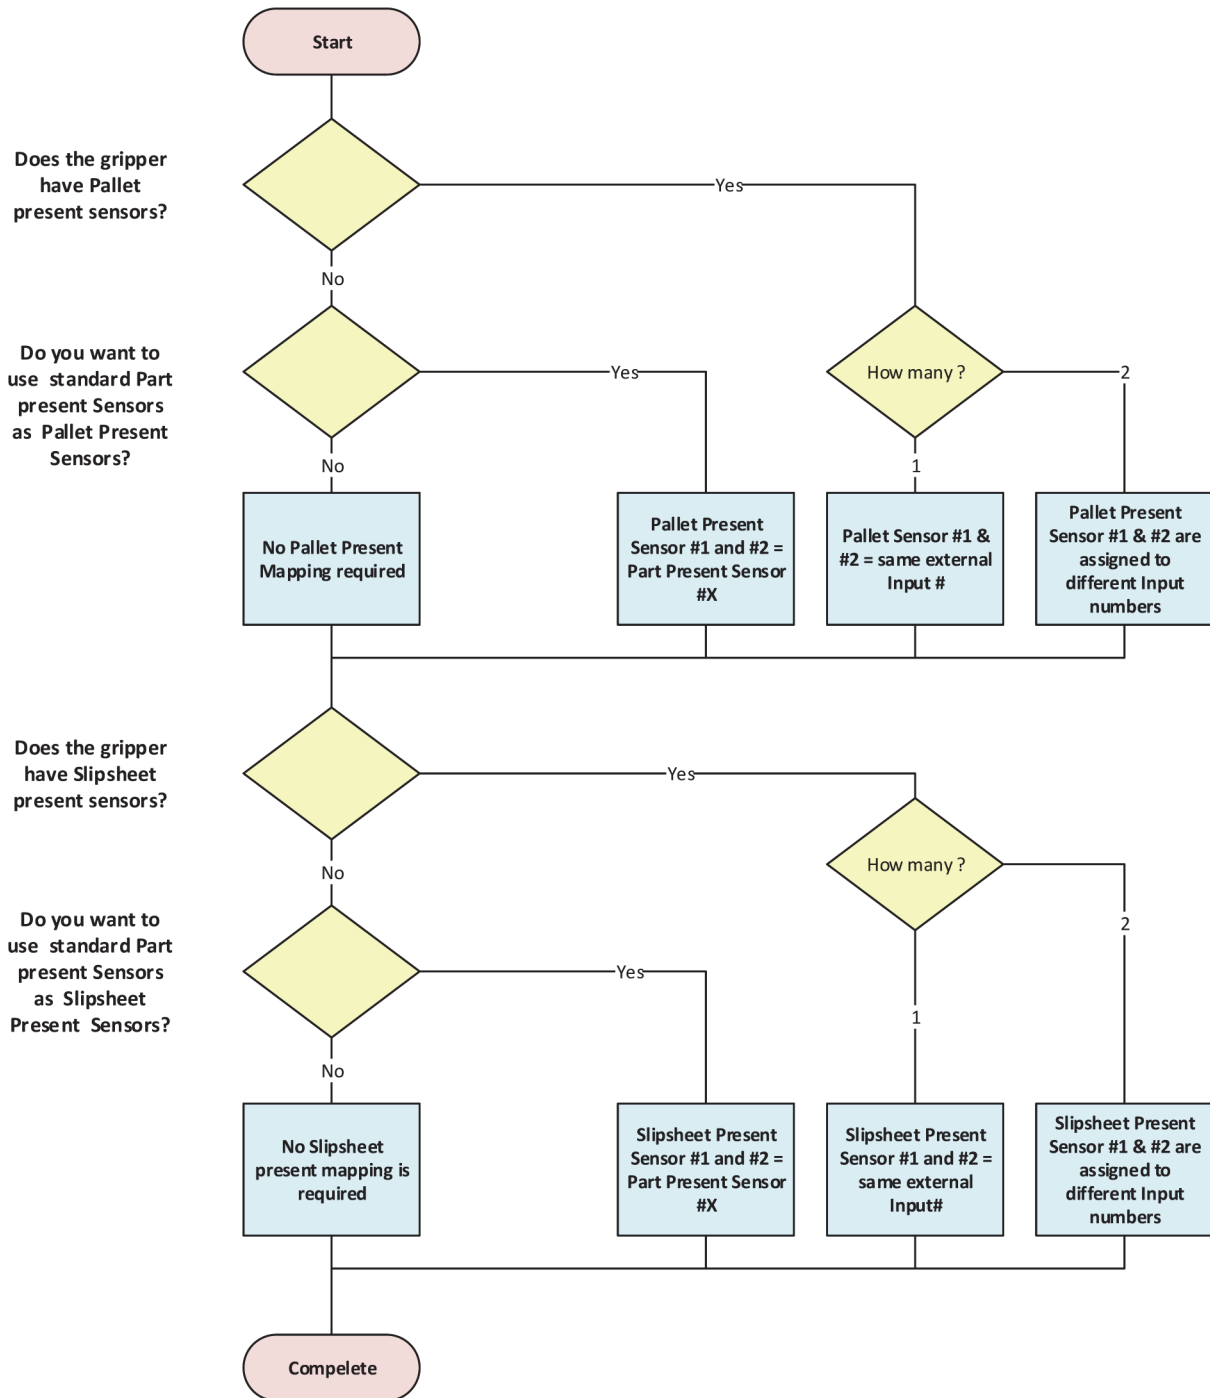 Start
Does the gripper
have Pallet
present sensors?
Yes
No
Do you want to
use standard Part
present Sensors
as Pallet Present
Sensors?
Yes
How many ?
2
No
1
No Pallet Present
Mapping required
Pallet Present
Sensor #1 and #2 =
Part Present Sensor
#X
Pallet Sensor #1 &
#2 = same external
Input #
Pallet Present
Sensor #1 & #2 are
assigned to
different Input
numbers
Does the gripper
have Slipsheet
present sensors?
Yes
No
How many ?
2
Do you want to
use standard Part
present Sensors
as Slipsheet
Present Sensors?
Yes
1
No
No Slipsheet
present mapping is
required
Slipsheet Present
Sensor #1 and #2 =
Part Present Sensor
#X
Slipsheet Present
Sensor #1 and #2 =
same external
Input#
Slipsheet Present
Sensor #1 & #2 are
assigned to
different Input
numbers
Compelete